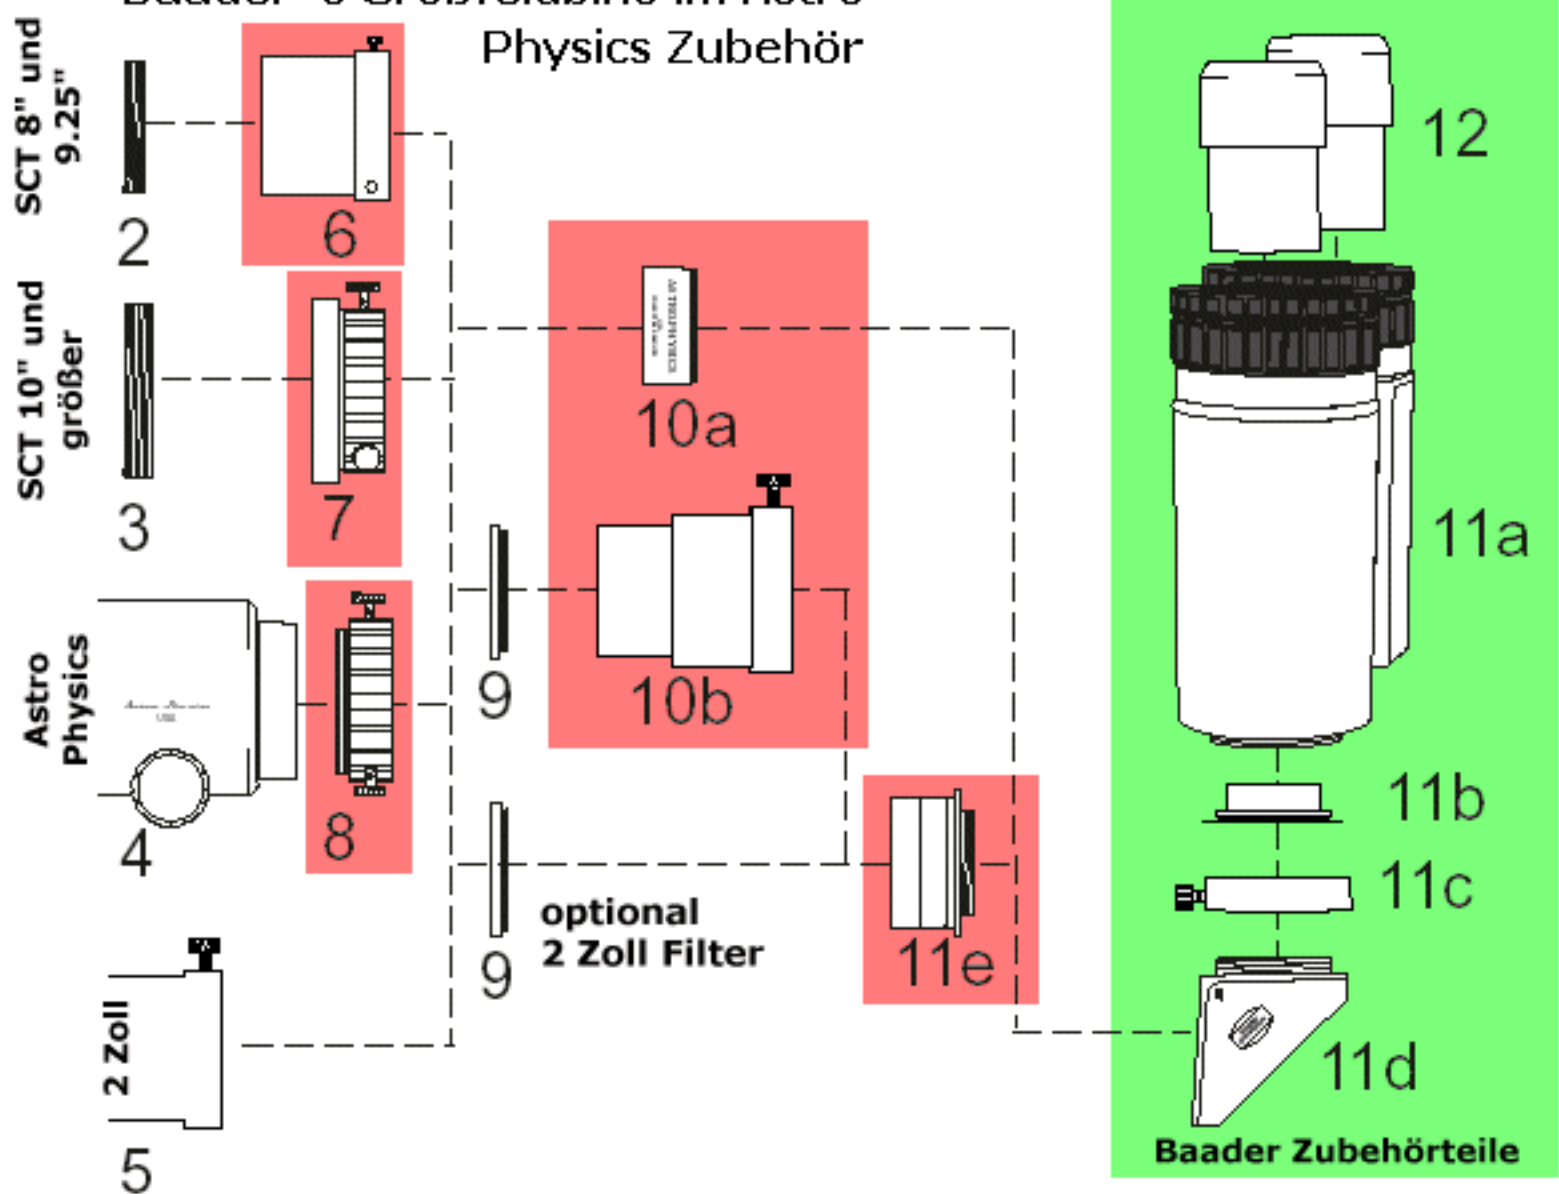 Physics Zubehör
SCT 8" und
9.25"
2
6
12
SCT 10" und
größer
3
7
10a
11a
Astro
Physics
4
8
9
10b
11b
11c
9
optional
2 Zoll Filter
11e
2 Zoll
5
11d
Baader Zubehörteile